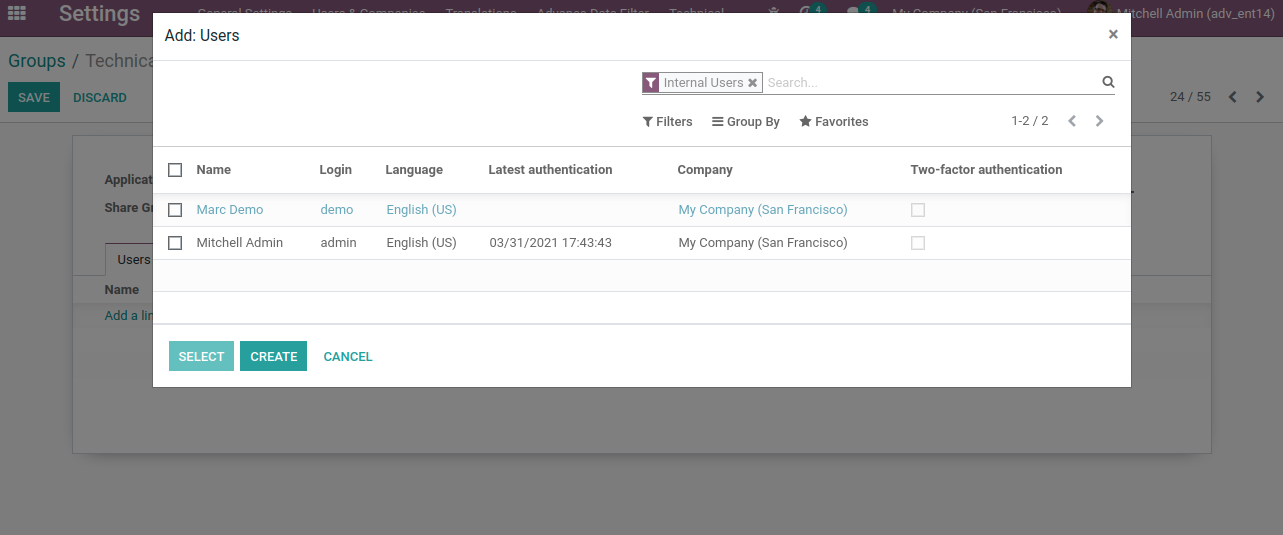 Settings General Settings Users & Companies Translations Advance Date Filter Technical 4 4 My Company (San Francisco) Mitchell Admin (adv_ent14)
Add: Users ×
Groups / Technica
Internal Users ✖ Search...
SAVE DISCARD
24 / 55
Filters Group By Favorites 1-2 / 2
Name Login Language Latest authentication Company Two-factor authentication
Applicat
Marc Demo demo English (US) My Company (San Francisco)
Share Gr
Mitchell Admin admin English (US) 03/31/2021 17:43:43 My Company (San Francisco)
Users
Name
Add a lin
SELECT CREATE CANCEL